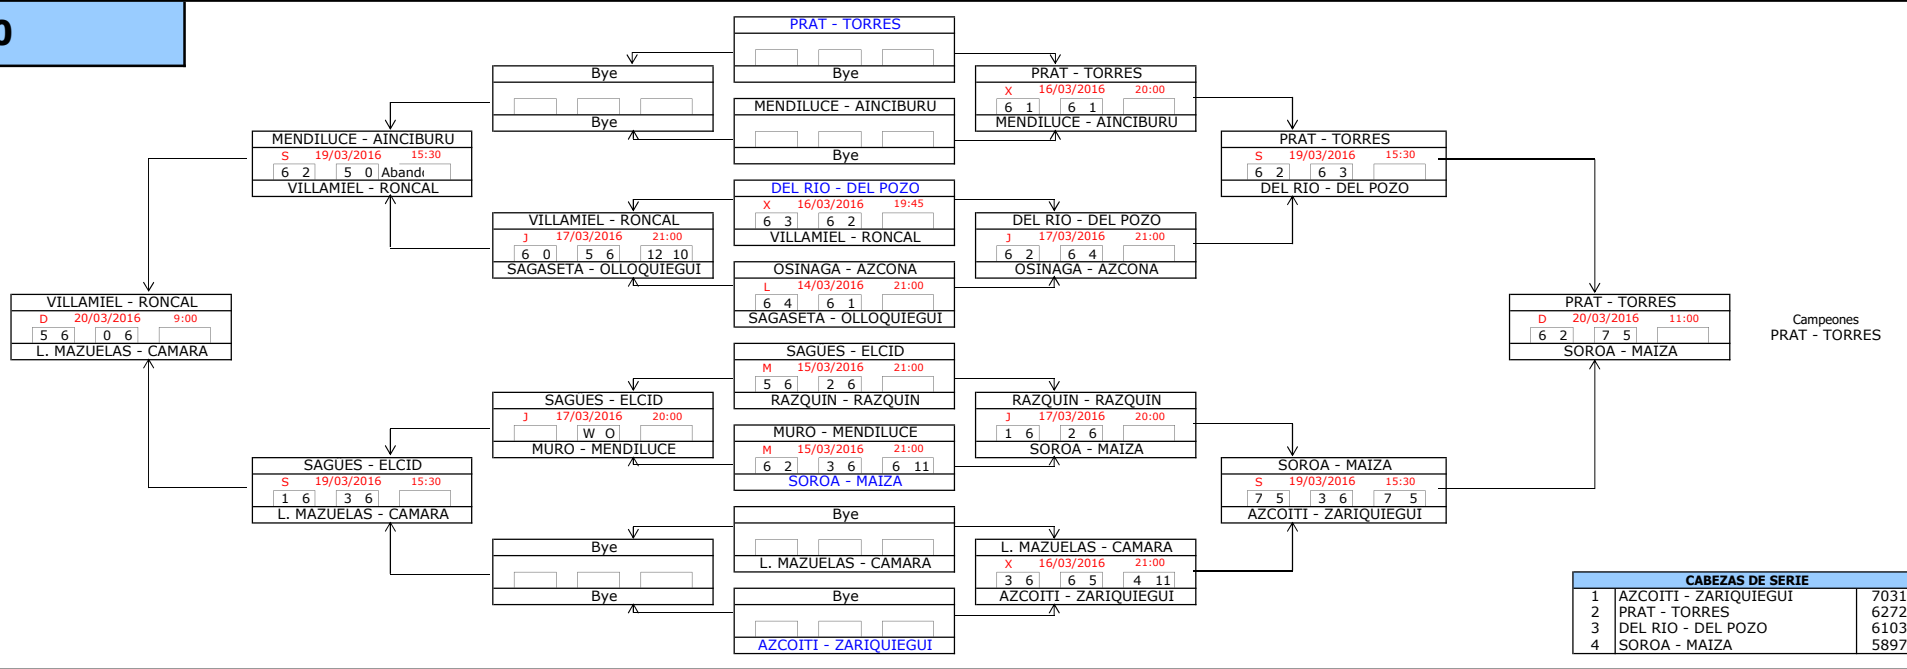 0
PRAT - TORRES
Bye
MENDILUCE - AINCIBURU
Bye
DEL RIO - DEL POZO
X 16/03/2016 19:45
6 3 6 2
VILLAMIEL - RONCAL
OSINAGA - AZCONA
L 14/03/2016 21:00
6 4 6 1
SAGASETA - OLLOQUIEGUI
SAGUES - ELCID
M 15/03/2016 21:00
5 6 2 6
RAZQUIN - RAZQUIN
MURO - MENDILUCE
M 15/03/2016 21:00
6 2 3 6 6 11
SOROA - MAIZA
Bye
L. MAZUELAS - CAMARA
Bye
AZCOITI - ZARIQUIEGUI
Bye
Bye
VILLAMIEL - RONCAL
J 17/03/2016 21:00
6 0 5 6 12 10
SAGASETA - OLLOQUIEGUI
SAGUES - ELCID
J 17/03/2016 20:00
W O
MURO - MENDILUCE
Bye
Bye
MENDILUCE - AINCIBURU
S 19/03/2016 15:30
6 2 5 0 Aband
VILLAMIEL - RONCAL
SAGUES - ELCID
S 19/03/2016 15:30
1 6 3 6
L. MAZUELAS - CAMARA
VILLAMIEL - RONCAL
D 20/03/2016 9:00
5 6 0 6
L. MAZUELAS - CAMARA
PRAT - TORRES
X 16/03/2016 20:00
6 1 6 1
MENDILUCE - AINCIBURU
DEL RIO - DEL POZO
J 17/03/2016 21:00
6 2 6 4
OSINAGA - AZCONA
RAZQUIN - RAZQUIN
J 17/03/2016 20:00
1 6 2 6
SOROA - MAIZA
L. MAZUELAS - CAMARA
X 16/03/2016 21:00
3 6 6 5 4 11
AZCOITI - ZARIQUIEGUI
PRAT - TORRES
S 19/03/2016 15:30
6 2 6 3
DEL RIO - DEL POZO
SOROA - MAIZA
S 19/03/2016 15:30
7 5 3 6 7 5
AZCOITI - ZARIQUIEGUI
PRAT - TORRES
D 20/03/2016 11:00
6 2 7 5
SOROA - MAIZA
Campeones
PRAT - TORRES
CABEZAS DE SERIE
1 AZCOITI - ZARIQUIEGUI 7031
2 PRAT - TORRES 6272
3 DEL RIO - DEL POZO 6103
4 SOROA - MAIZA 5897